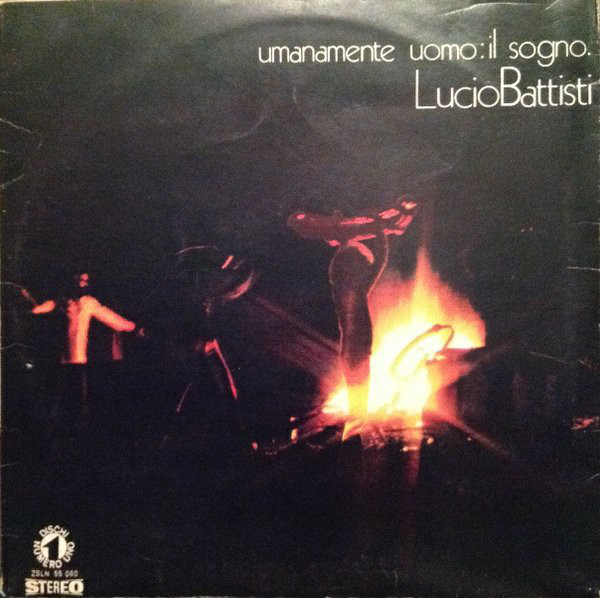 umanamente uomo: il sogno.
LucioBattisti
DISCHI
NUMERO UNO
1
ZSLN 55 060
STEREO